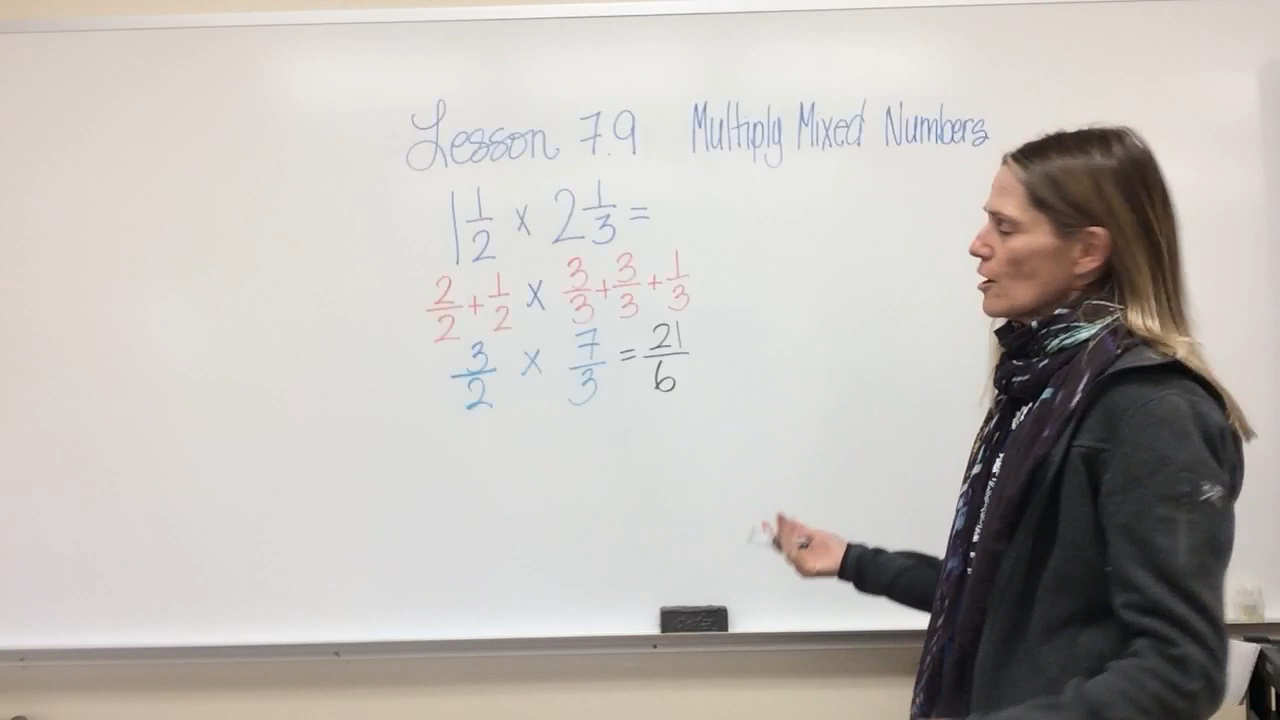 Lesson 7.9 Multiply Mixed Numbers
1 1/2 x 2 1/3 =
2/2 + 1/2 x 3/3 + 3/3 + 1/3
3/2 x 7/3 = 21/6